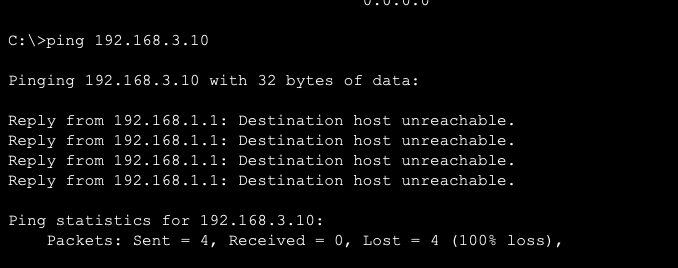 0.0.0.0
C:\>ping 192.168.3.10
Pinging 192.168.3.10 with 32 bytes of data:
Reply from 192.168.1.1: Destination host unreachable.
Reply from 192.168.1.1: Destination host unreachable.
Reply from 192.168.1.1: Destination host unreachable.
Reply from 192.168.1.1: Destination host unreachable.
Ping statistics for 192.168.3.10:
Packets: Sent = 4, Received = 0, Lost = 4 (100% loss),